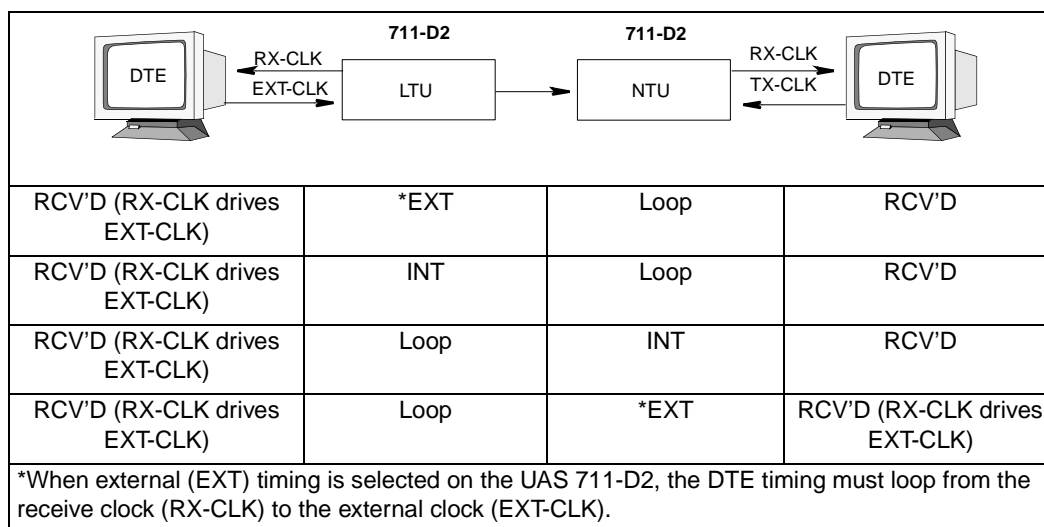 711-D2 711-D2
DTE RX-CLK LTU NTU RX-CLK DTE
EXT-CLK TX-CLK
RCV'D (RX-CLK drives EXT-CLK) *EXT Loop RCV'D
RCV'D (RX-CLK drives EXT-CLK) INT Loop RCV'D
RCV'D (RX-CLK drives EXT-CLK) Loop INT RCV'D
RCV'D (RX-CLK drives EXT-CLK) Loop *EXT RCV'D (RX-CLK drives EXT-CLK)
*When external (EXT) timing is selected on the UAS 711-D2, the DTE timing must loop from the
receive clock (RX-CLK) to the external clock (EXT-CLK).